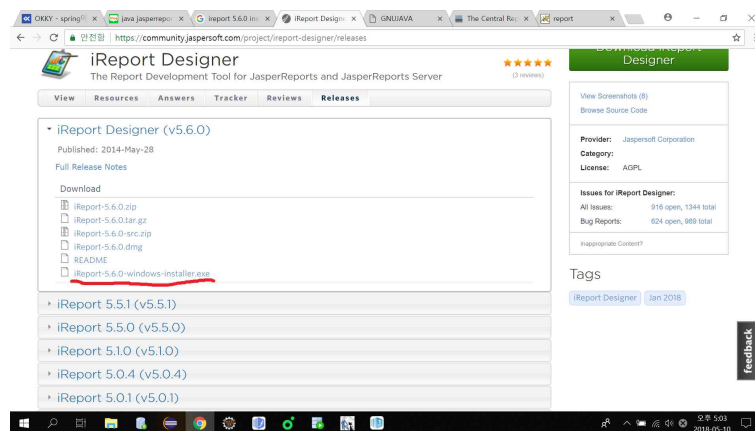 OKKY - spring
java jasperrepo
ireport 5.6.0 in
iReport Design
GNUJAVA
The Central Re
report
안전함 https://community.jaspersoft.com/project/ireport-designer/releases
iReport Designer
The Report Development Tool for JasperReports and JasperReports Server
(3 reviews)
View Resources Answers Tracker Reviews Releases
iReport Designer (v5.6.0)
Published: 2014-May-28
Full Release Notes
Download
iReport-5.6.0.zip
iReport-5.6.0.tar.gz
iReport-5.6.0-src.zip
iReport-5.6.0.dmg
README
iReport-5.6.0-windows-installer.exe
iReport 5.5.1 (v5.5.1)
iReport 5.5.0 (v5.5.0)
iReport 5.1.0 (v5.1.0)
iReport 5.0.4 (v5.0.4)
iReport 5.0.1 (v5.0.1)
Download iReport
Designer
View Screenshots (8)
Browse Source Code
Provider: Jaspersoft Corporation
Category:
License: AGPL
Issues for iReport Designer:
All Issues: 916 open, 1344 total
Bug Reports: 624 open, 989 total
Inappropriate Content?
Tags
iReport Designer Jan 2018
feedback
오후 5:03
2018-05-10